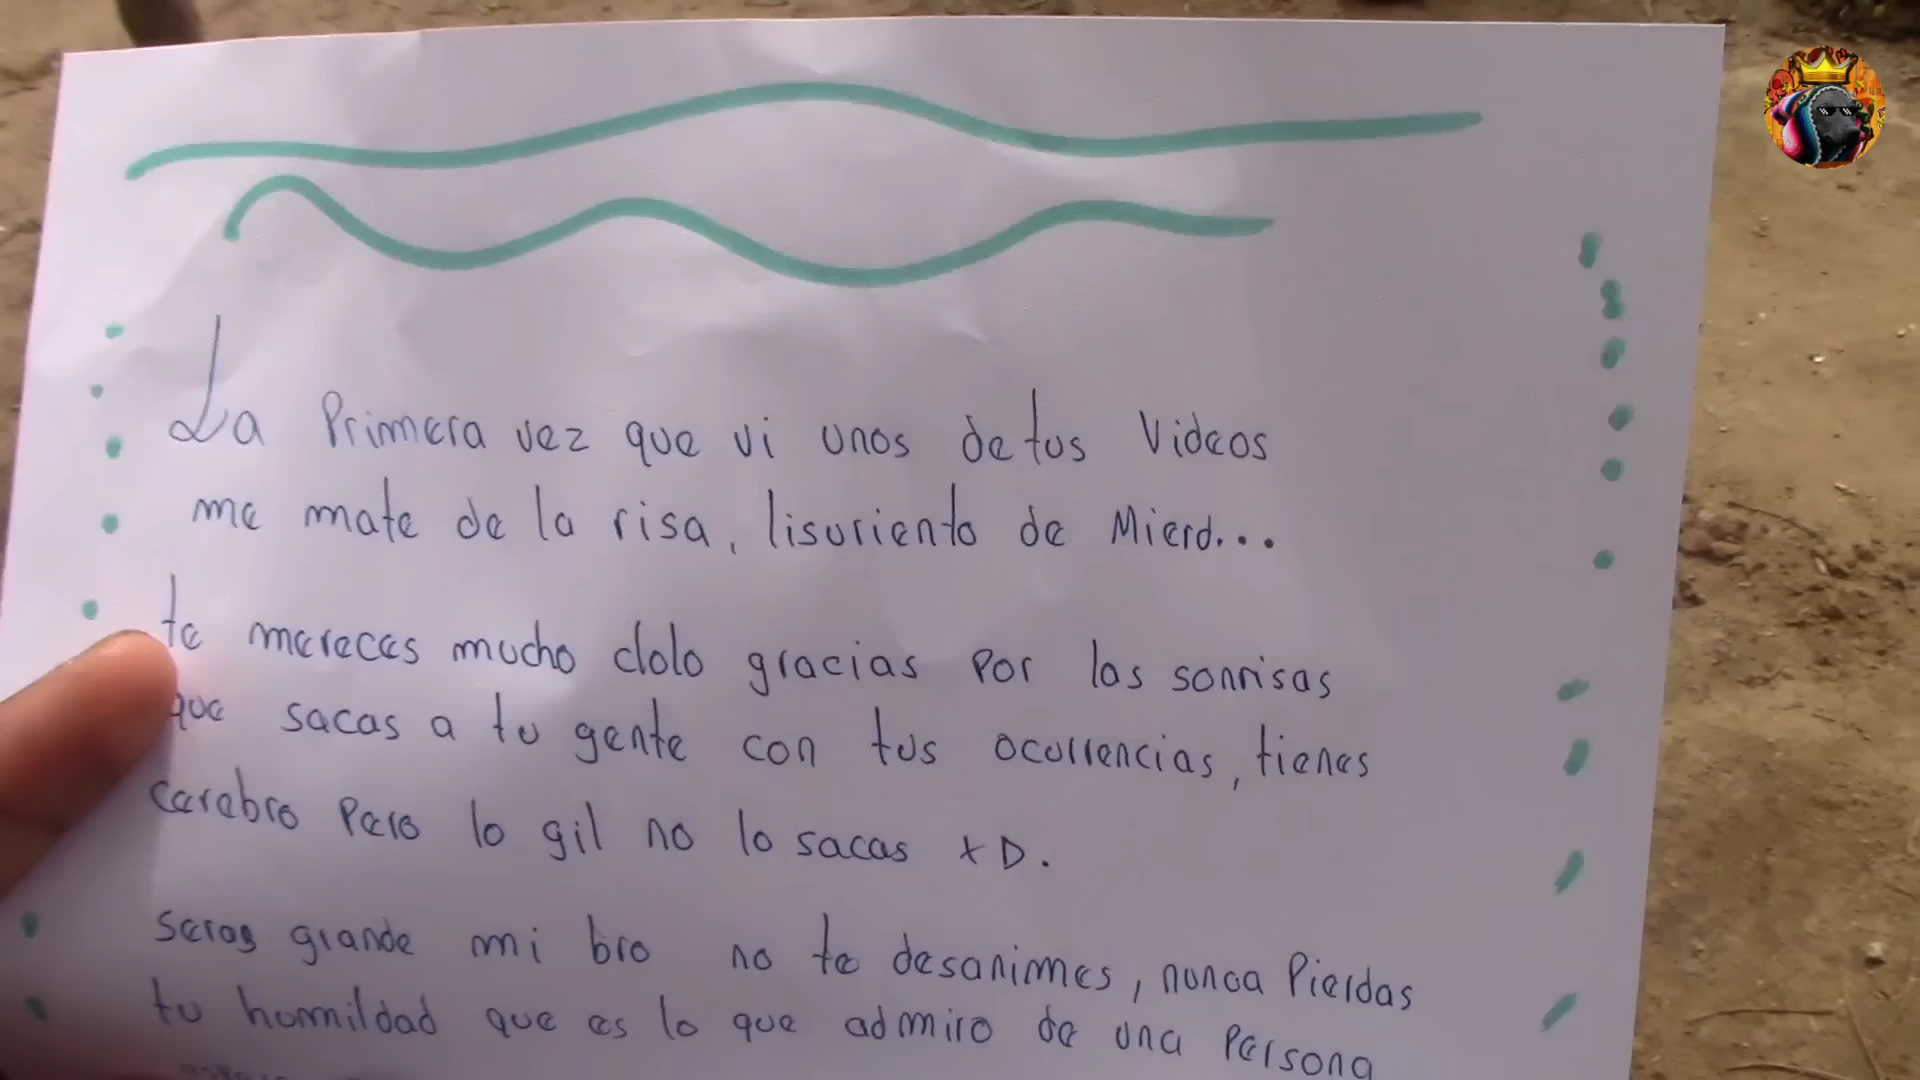 La Primera vez que vi unos de tus Videos
me mate de la risa, lisuriento de Mierd...
te mereces mucho clolo gracias Por las sonrisas
que sacas a tu gente con tus ocurrencias, tienes
cerebro Pero lo gil no lo sacas XD.
seras grande mi bro no te desanimes, nunca Pierdas
tu humildad que es lo que admiro de una Persona